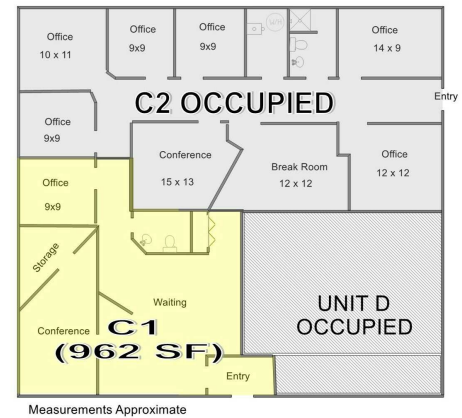 Office
10 x 11
Office
9x9
Office
9x9
Office
14 x 9
Entry
C2 OCCUPIED
Office
9x9
Conference
15 x 13
Break Room
12 x 12
Office
12 x 12
Office
9x9
Storage
Waiting
Conference
C1
(962 SF)
UNIT D
OCCUPIED
Entry
Measurements Approximate